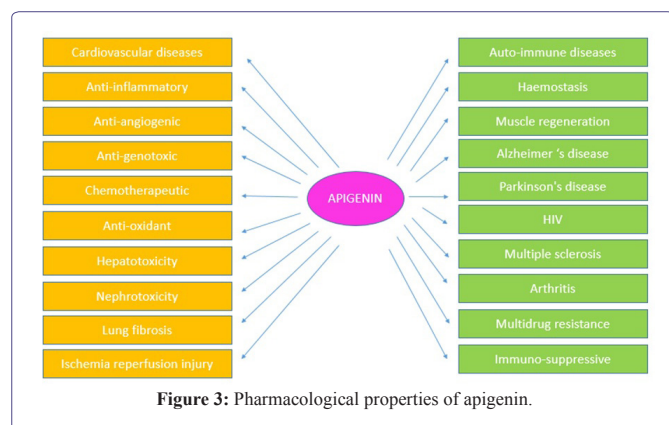 Cardiovascular diseases
Anti-inflammatory
Anti-angiogenic
Anti-genotoxic
Chemotherapeutic
Anti-oxidant
Hepatotoxicity
Nephrotoxicity
Lung fibrosis
Ischemia reperfusion injury
APIGENIN
Auto-immune diseases
Haemostasis
Muscle regeneration
Alzheimer ‘s disease
Parkinson's disease
HIV
Multiple sclerosis
Arthritis
Multidrug resistance
Immuno-suppressive
Figure 3: Pharmacological properties of apigenin.